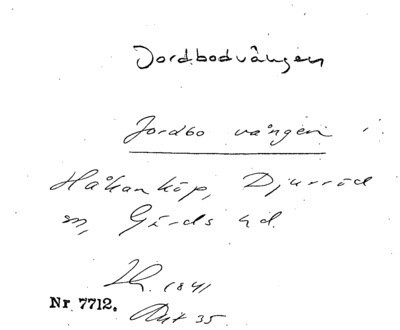 Jordbodvången
Jordbo vången i
Håkanköp, Djurröd
sn, Gärds hd.
1841
Nr 7712.
Akt 35